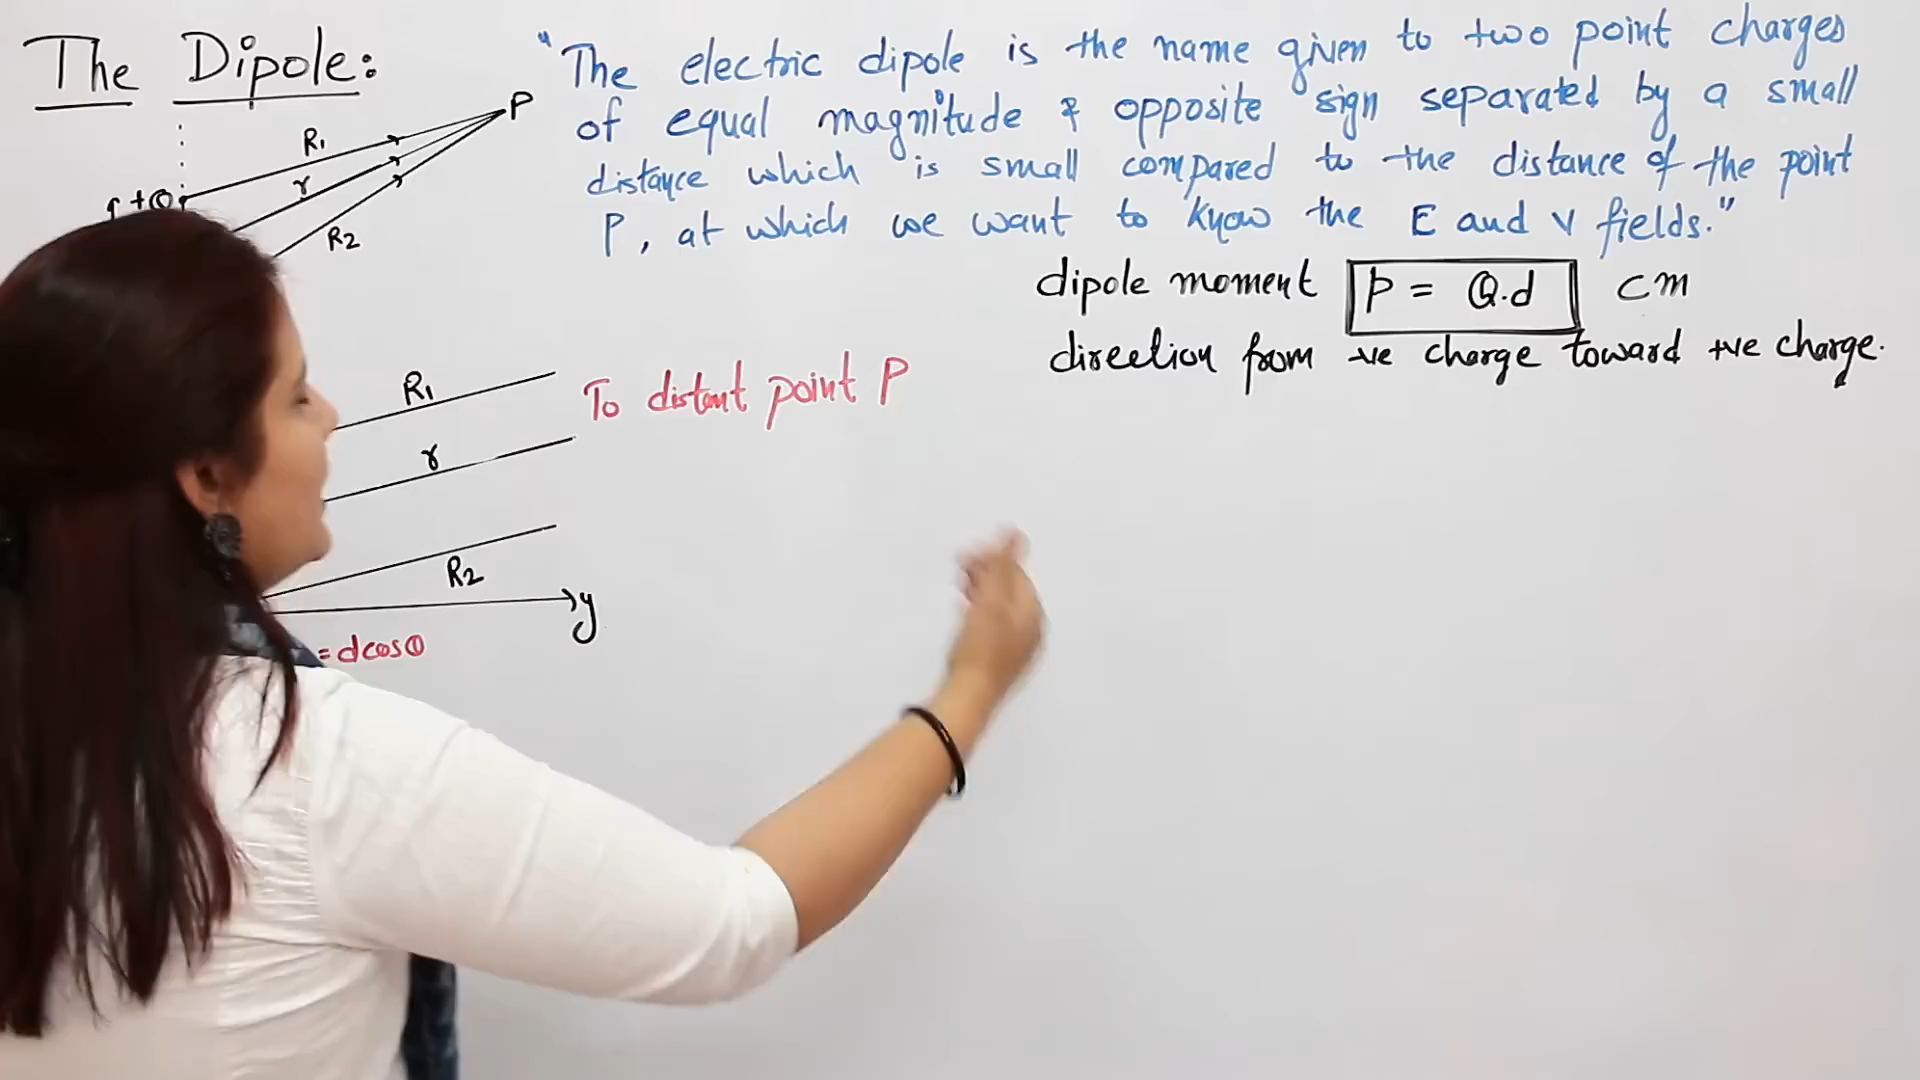 The Dipole:
"The electric dipole is the name given to two point charges
of equal magnitude & opposite sign separated by a small
distance which is small compared to the distance of the point
P, at which we want to know the E and V fields."
P
R1
r
R2
+Q
dipole moment p = Q.d cm
direction from -ve charge toward +ve charge.
R1
To distant point P
r
R2
y
= dcosθ